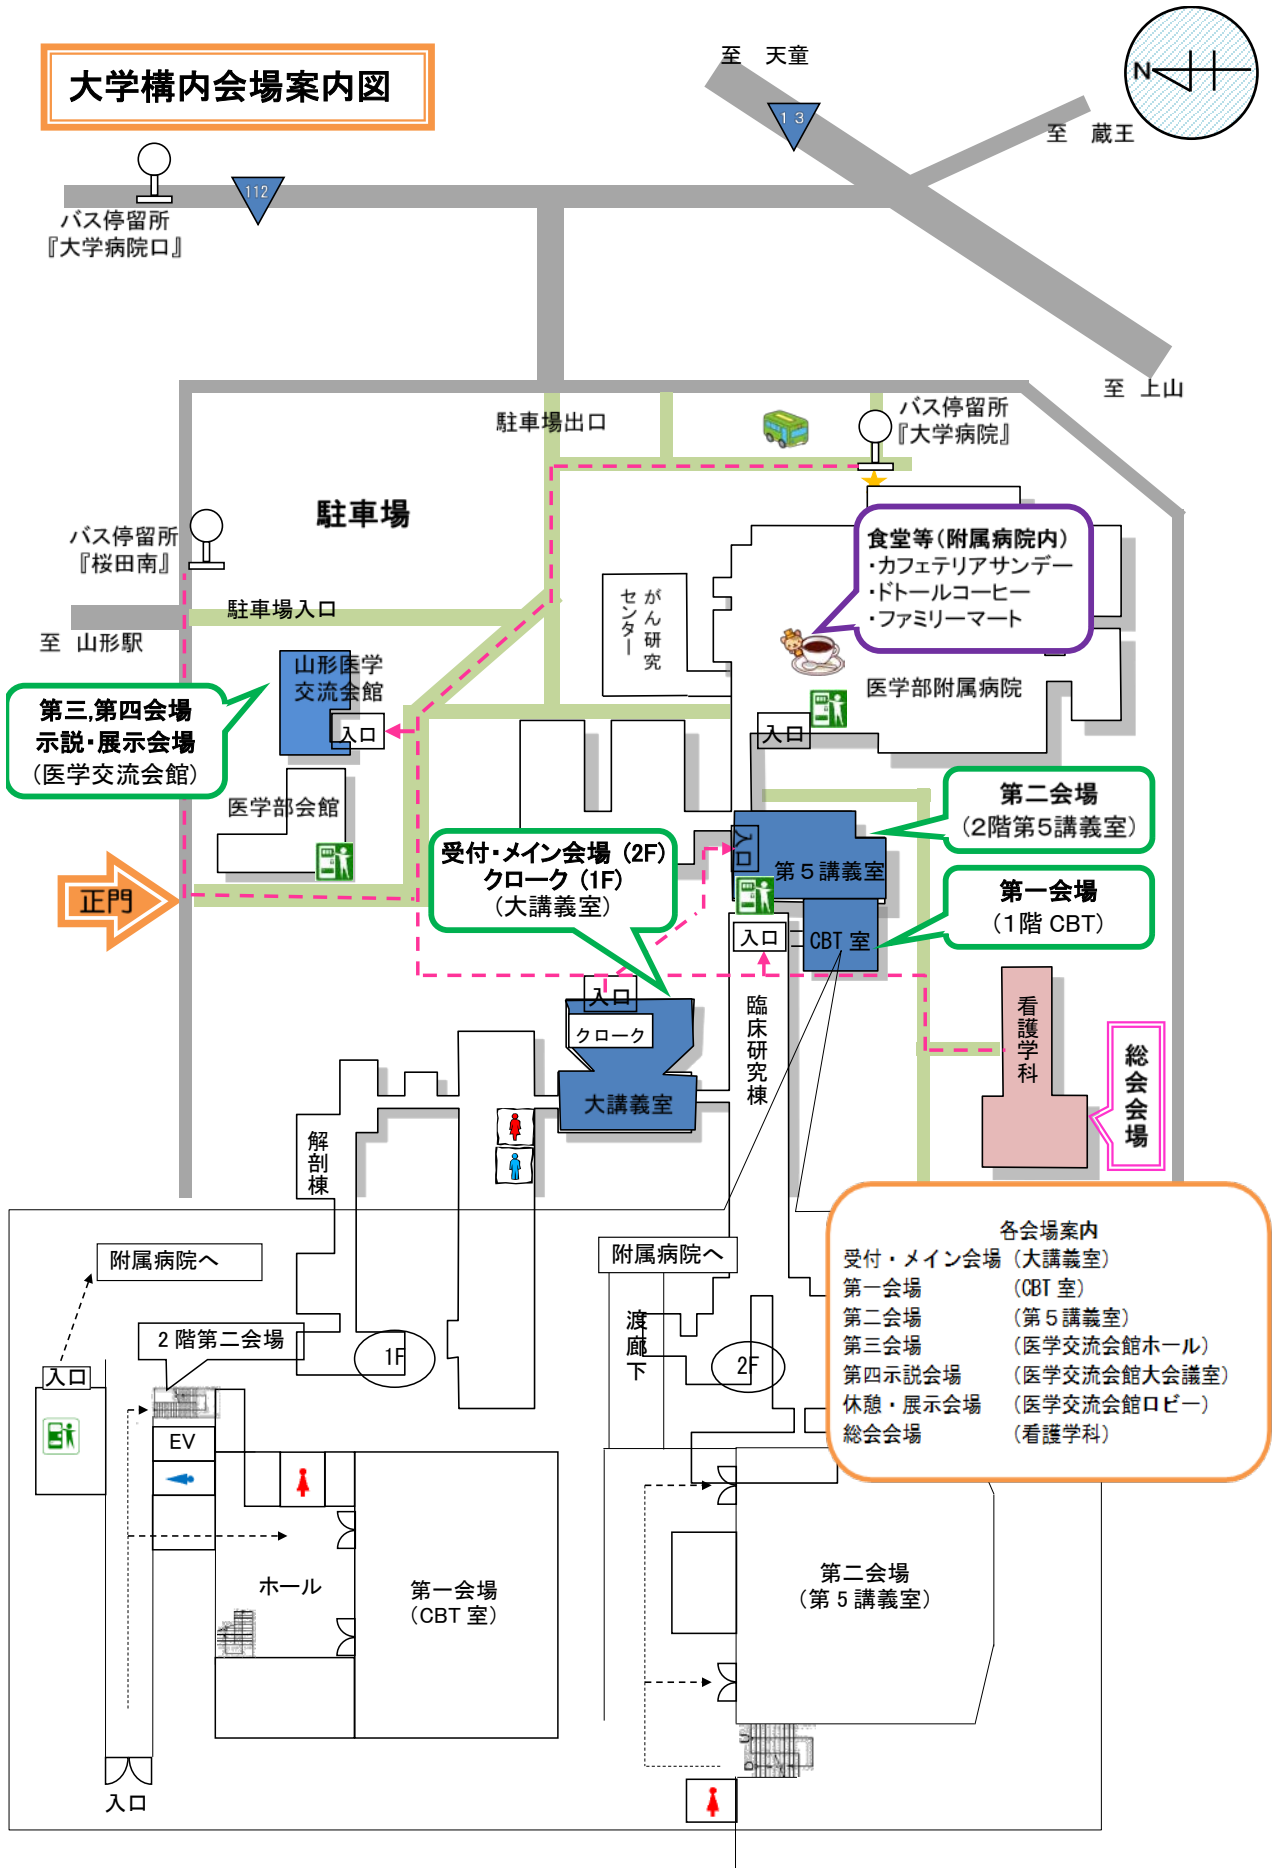 大学構内会場案内図
至 天童
13
至 蔵王
N
112
バス停留所
『大学病院口』
至 上山
駐車場出口
バス停留所
『大学病院』
駐車場
バス停留所
『桜田南』
食堂等（附属病院内）
・カフェテリアサンデー
・ドトールコーヒー
・ファミリーマート
がん研究
センター
駐車場入口
至 山形駅
山形医学
交流会館
入口
医学部附属病院
入口
第三,第四会場
示説・展示会場
（医学交流会館）
医学部会館
第二会場
（2階第5講義室）
受付・メイン会場（2F）
クローク（1F）
（大講義室）
入口
第５講義室
正門
第一会場
（1階 CBT）
入口
CBT 室
入口
クローク
大講義室
臨床研究棟
看護学科
総会会場
解剖棟
各会場案内
受付・メイン会場（大講義室）
第一会場 （CBT 室）
第二会場 （第５講義室）
第三会場 （医学交流会館ホール）
第四示説会場 （医学交流会館大会議室）
休憩・展示会場 （医学交流会館ロビー）
総会会場 （看護学科）
附属病院へ
附属病院へ
渡廊下
2階第二会場
1F
2F
入口
EV
ホール
第一会場
（CBT 室）
第二会場
（第 5 講義室）
入口